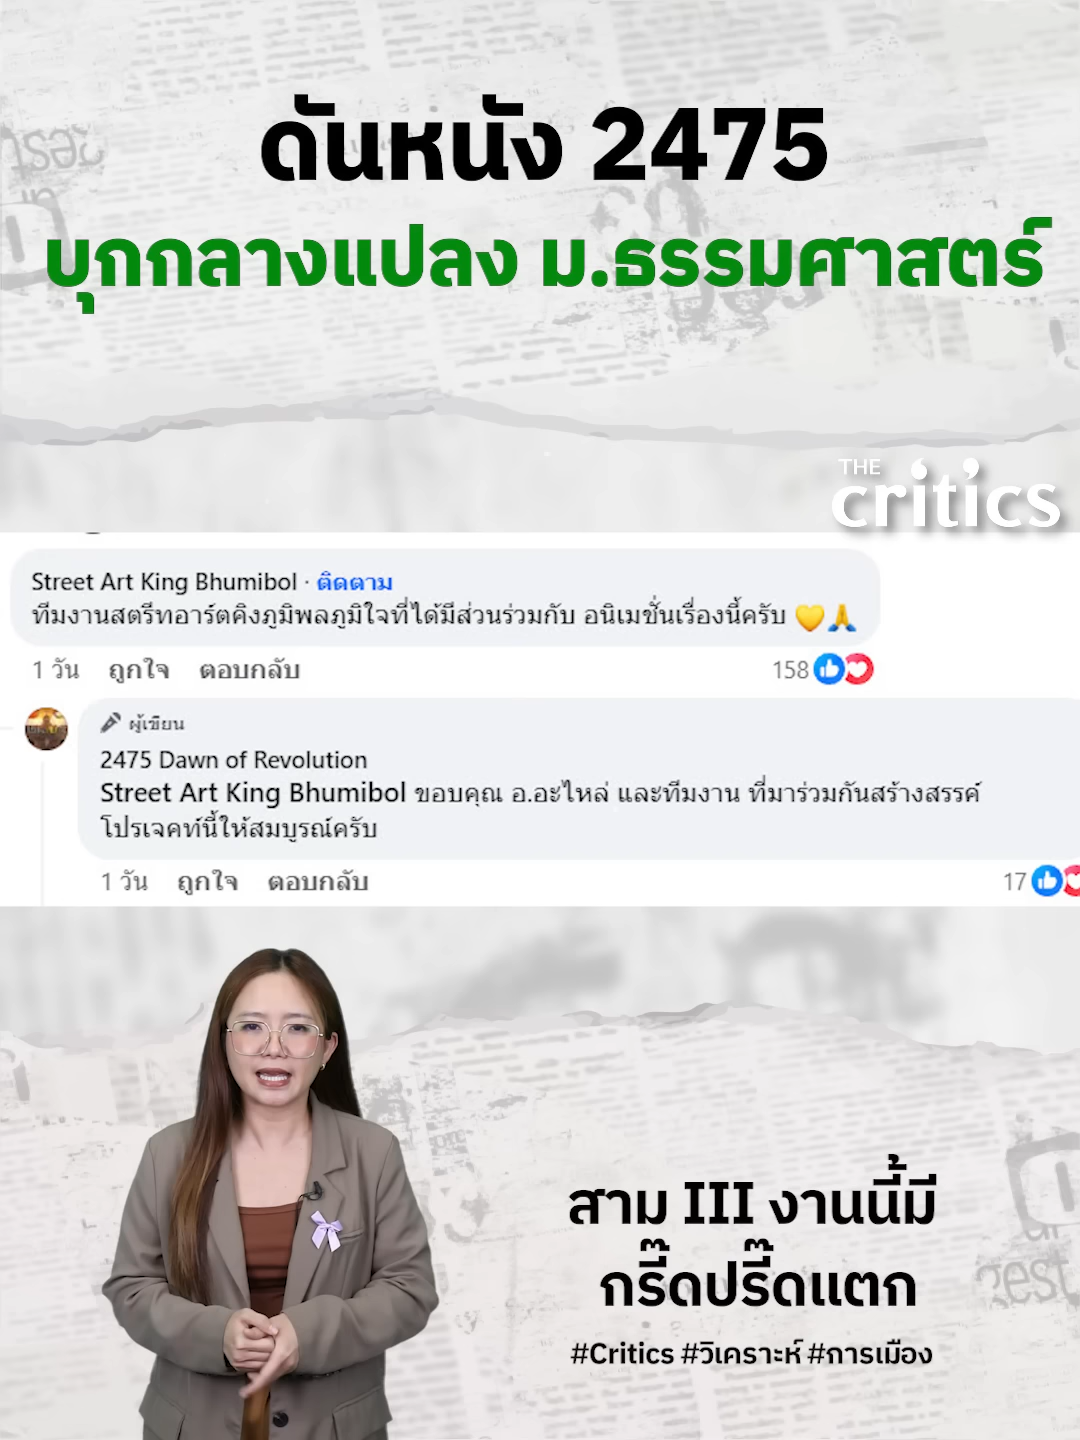 ดันหนัง 2475
บุกกลางแปลง ม.ธรรมศาสตร์
THE
critics
Street Art King Bhumibol · ติดตาม
ทีมงานสตรีทอาร์ตคิงภูมิพลภูมิใจที่ได้มีส่วนร่วมกับ อนิเมชั่นเรื่องนี้ครับ 💛🙏
1 วัน ถูกใจ ตอบกลับ 158
ผู้เขียน
2475 Dawn of Revolution
Street Art King Bhumibol ขอบคุณ อ.อะไหล่ และทีมงาน ที่มาร่วมกันสร้างสรรค์
โปรเจคท์นี้ให้สมบูรณ์ครับ
1 วัน ถูกใจ ตอบกลับ 17
สาม III งานนี้มี
กรี๊ดปรี๊ดแตก
#Critics #วิเคราะห์ #การเมือง